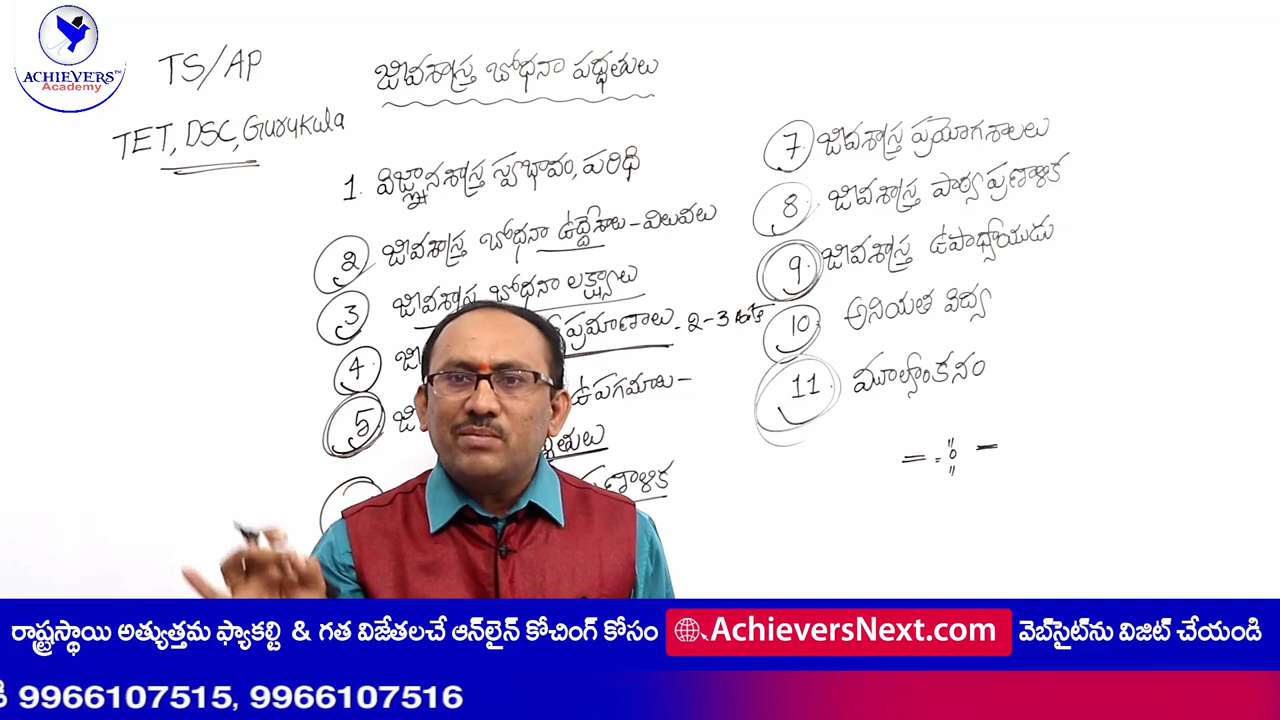 ACHIEVERS™
Academy
TS/AP
TET, DSC, Gurukula
జీవశాస్త్ర బోధనా పద్ధతులు
1. విజ్ఞానశాస్త్ర స్వభావం, పరిధి
2 జీవశాస్త్ర బోధనా ఉద్దేశాలు - విలువలు
3 జీవశాస్త్ర బోధనా లక్ష్యాలు
4. జీ ప్రమాణాలు - 2-3
5 జీ ఉపగమాలు -
ప్రణాళిక
7 జీవశాస్త్ర ప్రయోగశాలలు
8 జీవశాస్త్ర పాఠ్య ప్రణాళిక
9 జీవశాస్త్ర ఉపాధ్యాయుడు
10 అనియత విద్య
11 మూల్యాంకనం
రాష్ట్రస్థాయి అత్యుత్తమ ఫ్యాకల్టి & గత విజేతలచే ఆన్‌లైన్ కోచింగ్ కోసం AchieversNext.com వెబ్‌సైట్‌ను విజిట్ చేయండి
9966107515, 9966107516